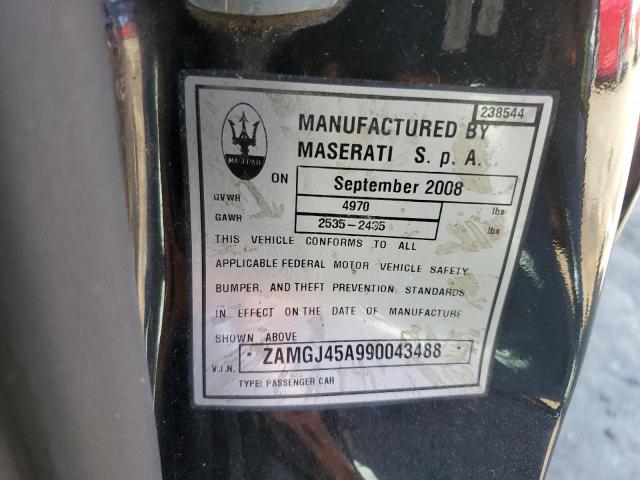 238544
MASERATI
MANUFACTURED BY
MASERATI S. p A.
ON September 2008
GVWR 4970 lbs
GAWR 2535-2435 lbs
THIS VEHICLE CONFORMS TO ALL
APPLICABLE FEDERAL MOTOR VEHICLE SAFETY
BUMPER, AND THEFT PREVENTION STANDARDS
IN EFFECT ON THE DATE OF MANUFACTURE
SHOWN ABOVE
V.I.N. * ZAMGJ45A990043488 *
TYPE: PASSENGER CAR